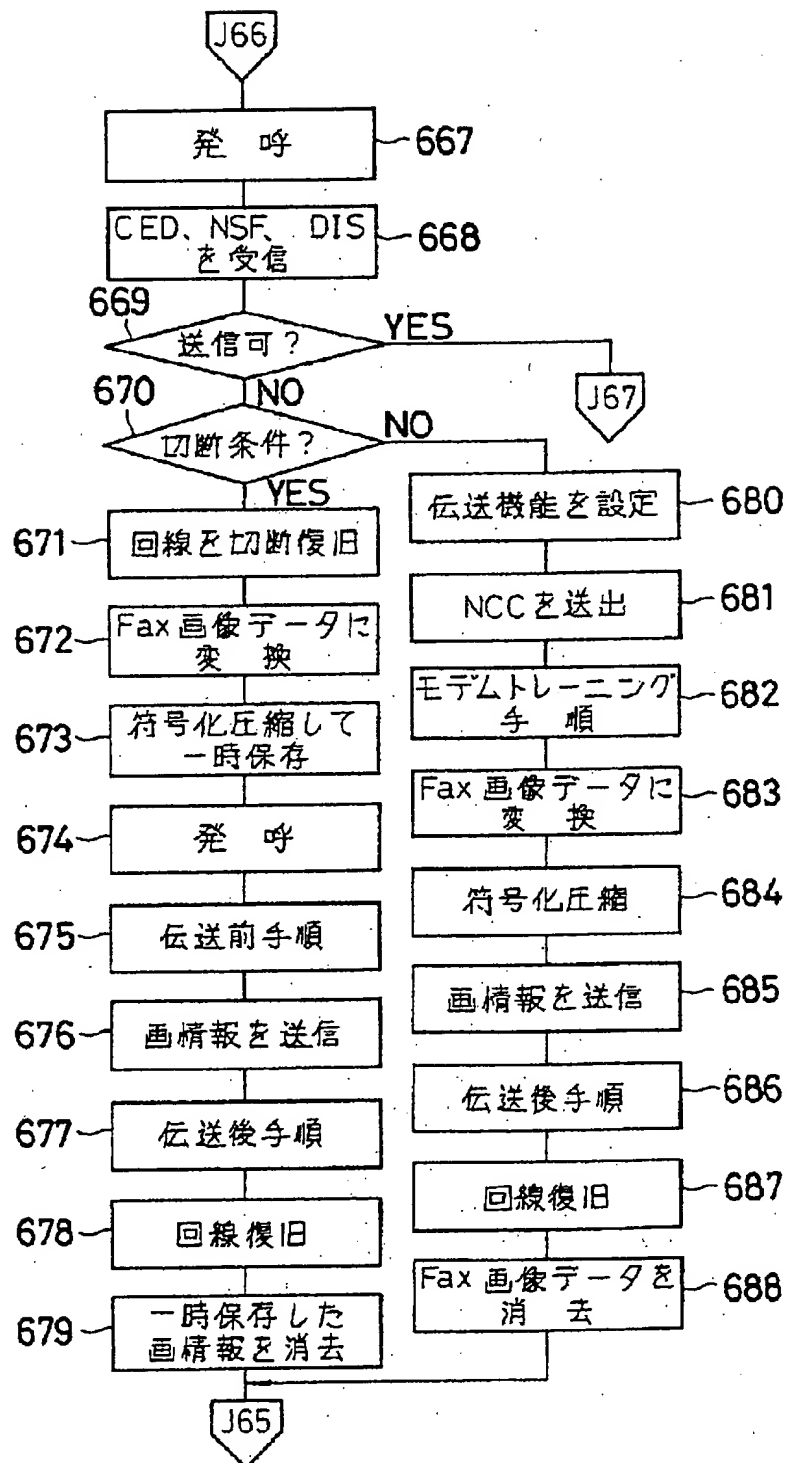 J66
発呼
667
CED、NSF、DIS
を受信
668
669
送信可?
YES
J67
NO
670
切断条件?
NO
YES
671
回線を切断復旧
672
Fax画像データに
変換
673
符号化圧縮して
一時保存
674
発呼
675
伝送前手順
676
画情報を送信
677
伝送後手順
678
回線復旧
679
一時保存した
画情報を消去
伝送機能を設定
680
NCCを送出
681
モデムトレーニング
手順
682
Fax画像データに
変換
683
符号化圧縮
684
画情報を送信
685
伝送後手順
686
回線復旧
687
Fax画像データを
消去
688
J65